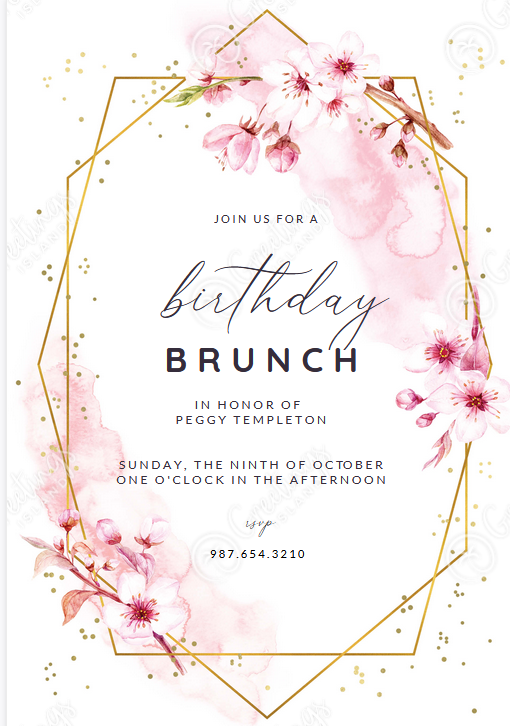 JOIN US FOR A
birthday
BRUNCH
IN HONOR OF
PEGGY TEMPLETON
SUNDAY, THE NINTH OF OCTOBER
ONE O'CLOCK IN THE AFTERNOON
rsvp
987.654.3210